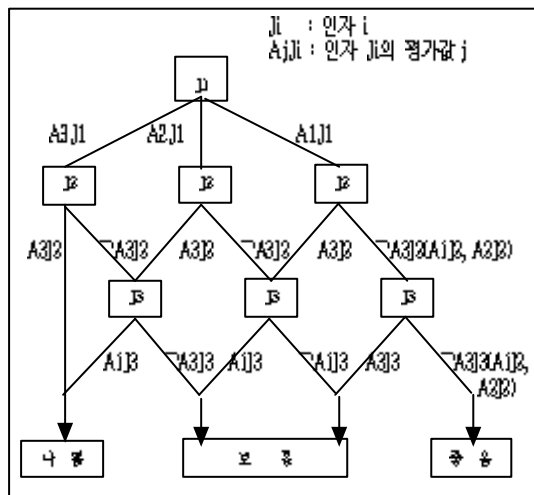 Ji : 인자 i
AjJi : 인자 Ji의 평가값 j
J1
A3J1 A2J1 A1J1
J2 J2 J2
A3J2 ¬A3J2 A3J2 ¬A3J2 A3J2 ¬A3J2(A1J2, A2J2)
J3 J3 J3
A1J3 ¬A3J3 A1J3 ¬A1J3 A3J3 ¬A3J3(A1J2,
A2J2)
나 쁨 보 통 좋 음